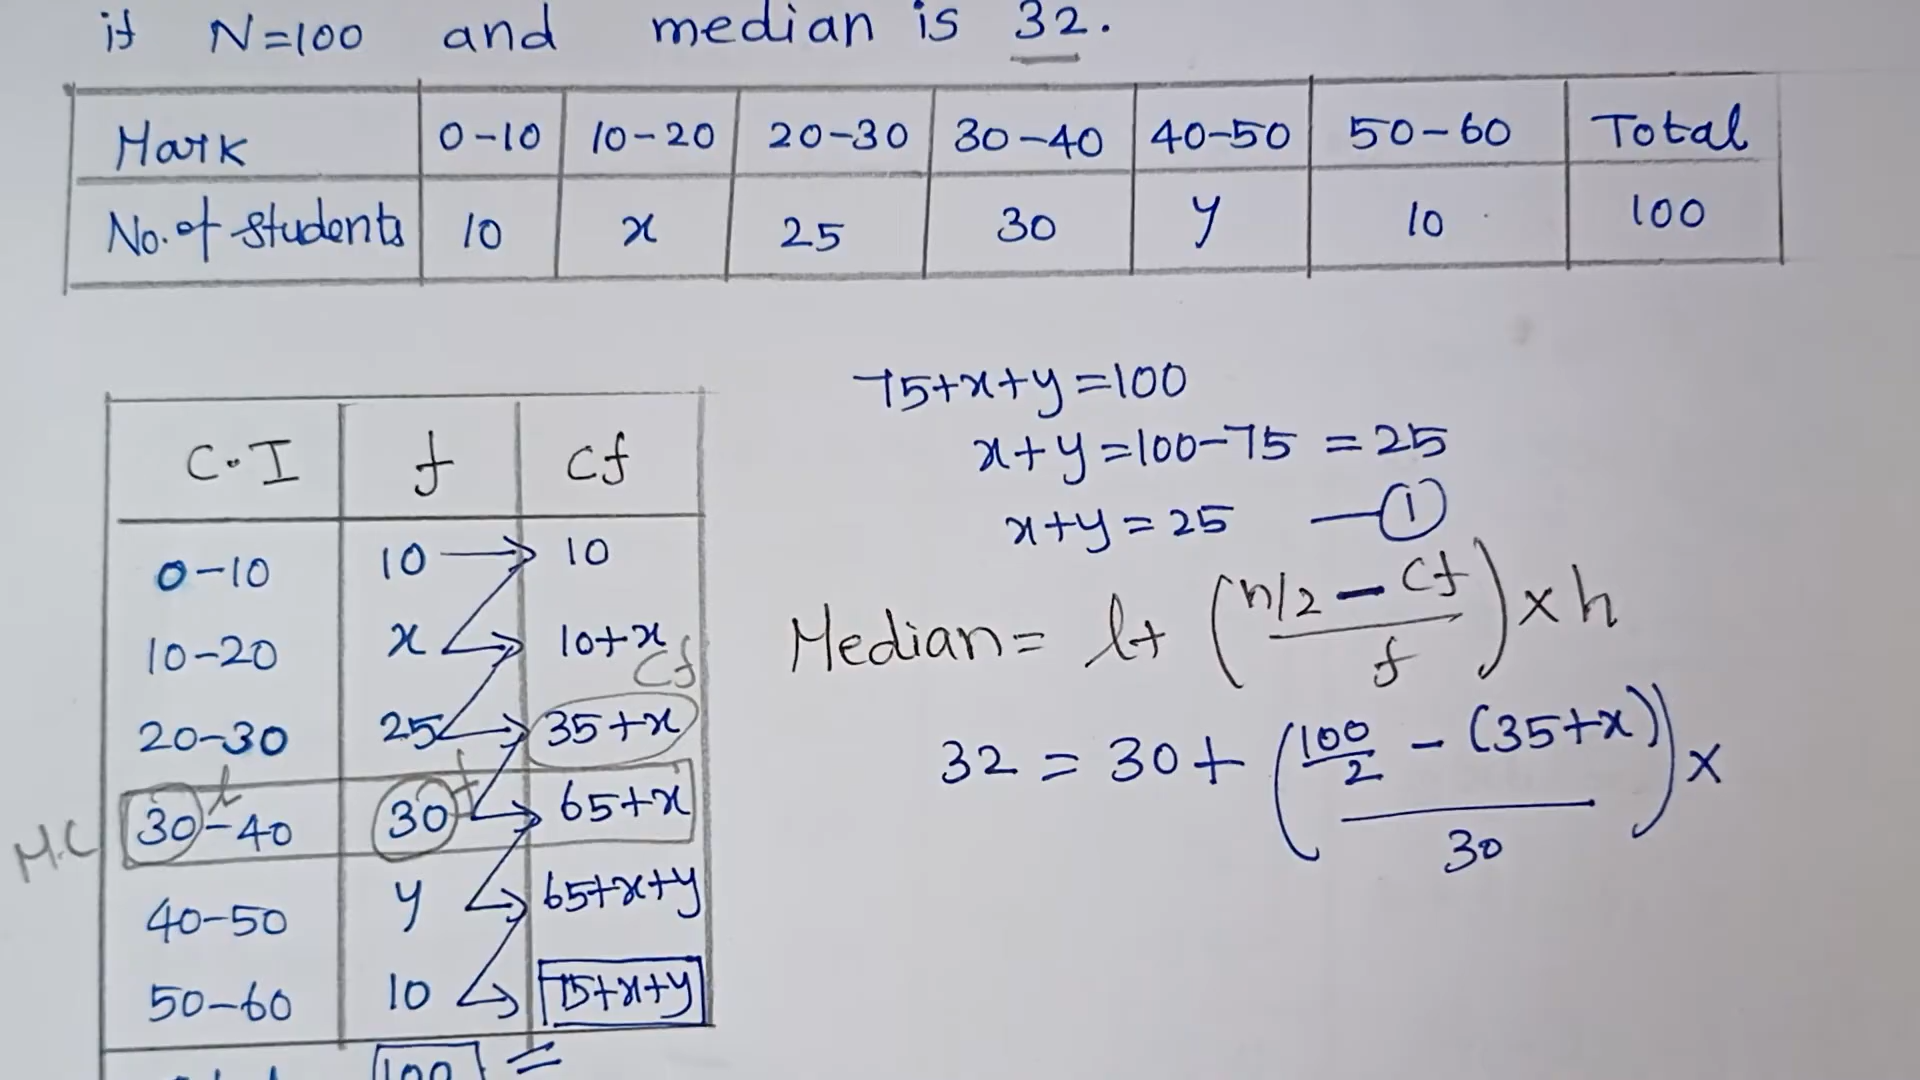 if N=100 and median is 32.
Mark 0-10 10-20 20-30 30-40 40-50 50-60 Total
No. of students 10 x 25 30 y 10 100
75+x+y=100
x+y=100-75 = 25
x+y=25 —①
Median = l+ (n/2 - Cf / f) × h
32 = 30+ (100/2 - (35+x) / 30) ×
C.I f Cf
0-10 10 10
10-20 x 10+x
Cf
20-30 25 35+x
l f
M.C 30-40 30 65+x
40-50 y 65+x+y
50-60 10 75+x+y
100 =